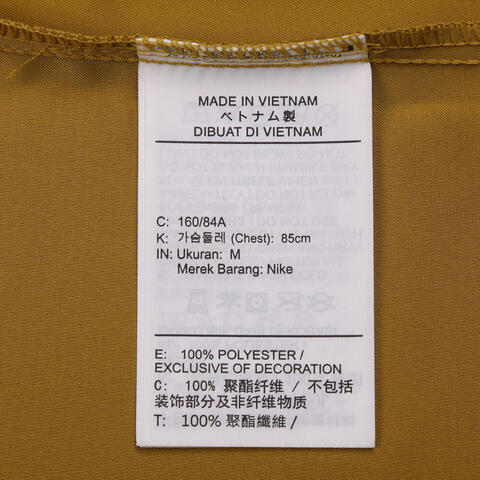 MADE IN VIETNAM
ベトナム製
DIBUAT DI VIETNAM
C: 160/84A
K: 가슴둘레 (Chest): 85cm
IN: Ukuran: M
Merek Barang: Nike
E: 100% POLYESTER /
EXCLUSIVE OF DECORATION
C: 100% 聚酯纤维 / 不包括
装饰部分及非纤维物质
T: 100% 聚酯纖維 /